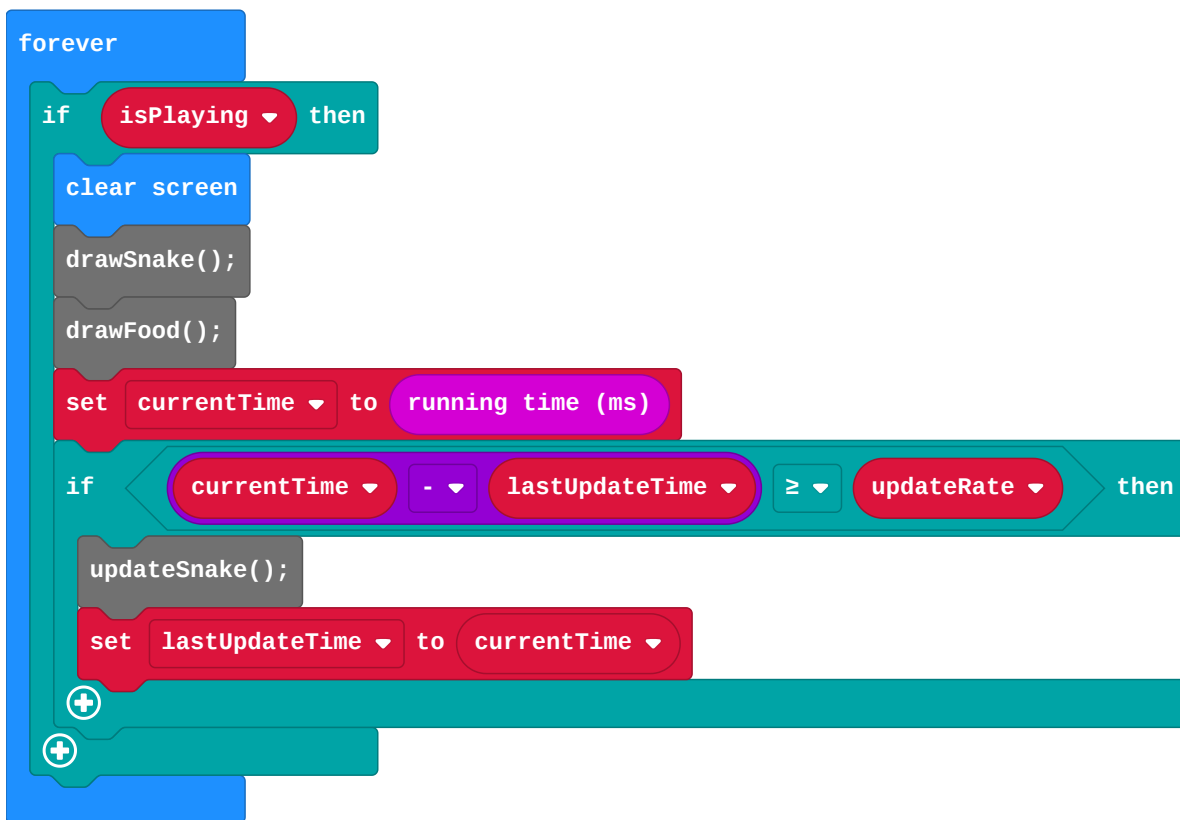 forever
if isPlaying then
clear screen
drawSnake();
drawFood();
set currentTime to running time (ms)
if currentTime - lastUpdateTime ≥ updateRate then
updateSnake();
set lastUpdateTime to currentTime